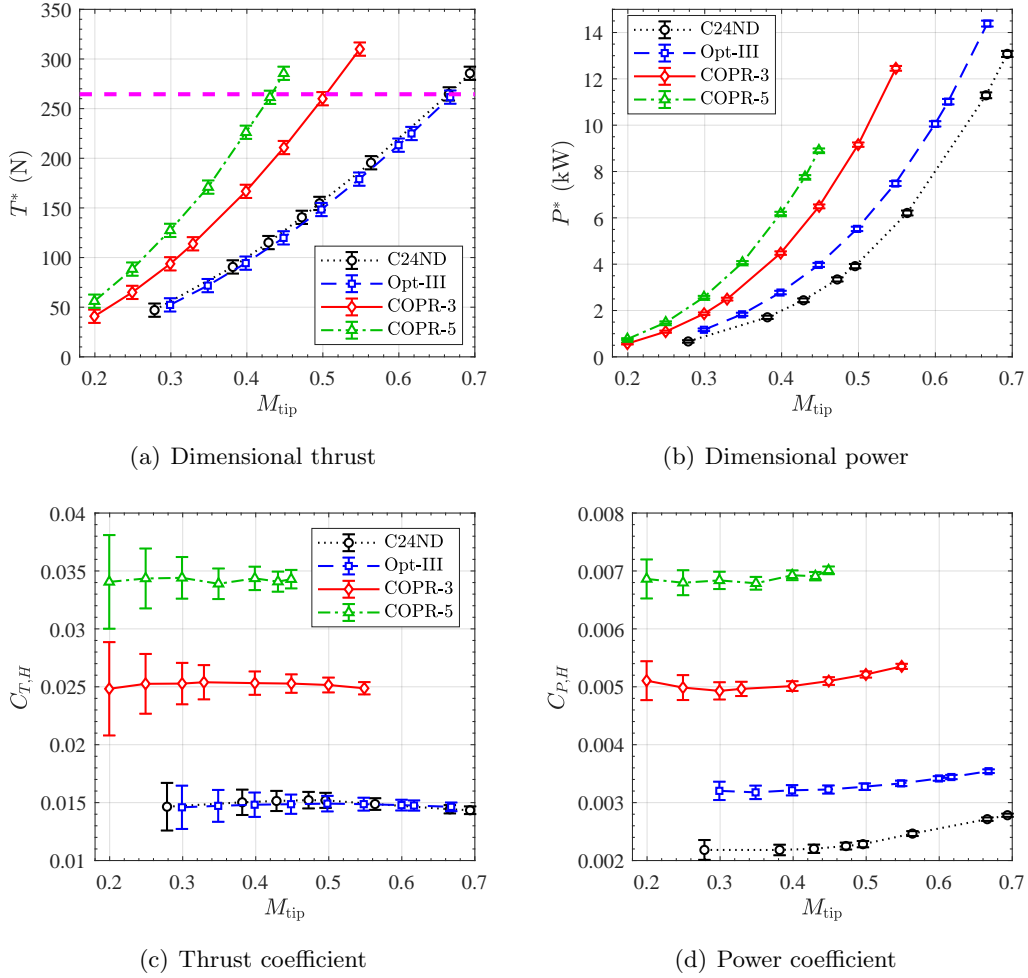 350
300
250
200
150
100
50
0
T* (N)
0.2 0.3 0.4 0.5 0.6 0.7
M_tip
C24ND
Opt-III
COPR-3
COPR-5
(a) Dimensional thrust
14
12
10
8
6
4
2
0
P* (kW)
0.2 0.3 0.4 0.5 0.6 0.7
M_tip
C24ND
Opt-III
COPR-3
COPR-5
(b) Dimensional power
0.04
0.03
0.025
0.02
0.015
0.01
C_{T,H}
0.2 0.3 0.4 0.5 0.6 0.7
M_tip
C24ND
Opt-III
COPR-3
COPR-5
(c) Thrust coefficient
0.008
0.007
0.006
0.005
0.004
0.003
0.002
C_{P,H}
0.2 0.3 0.4 0.5 0.6 0.7
M_tip
(d) Power coefficient